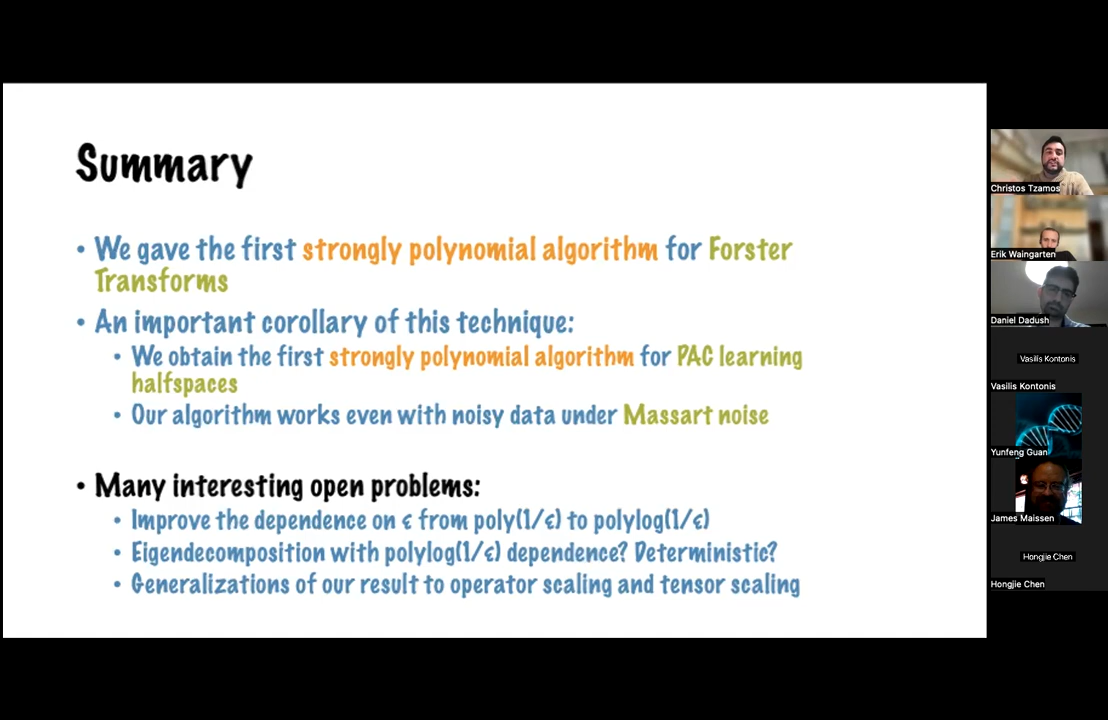 Summary
• We gave the first strongly polynomial algorithm for Forster
Transforms
• An important corollary of this technique:
• We obtain the first strongly polynomial algorithm for PAC learning
halfspaces
• Our algorithm works even with noisy data under Massart noise
• Many interesting open problems:
• Improve the dependence on ε from poly(1/ε) to polylog(1/ε)
• Eigendecomposition with polylog(1/ε) dependence? Deterministic?
• Generalizations of our result to operator scaling and tensor scaling
Christos Tzamos
Erik Waingarten
Daniel Dadush
Vasilis Kontonis
Vasilis Kontonis
Yunfeng Guan
James Maissen
Hongjie Chen
Hongjie Chen